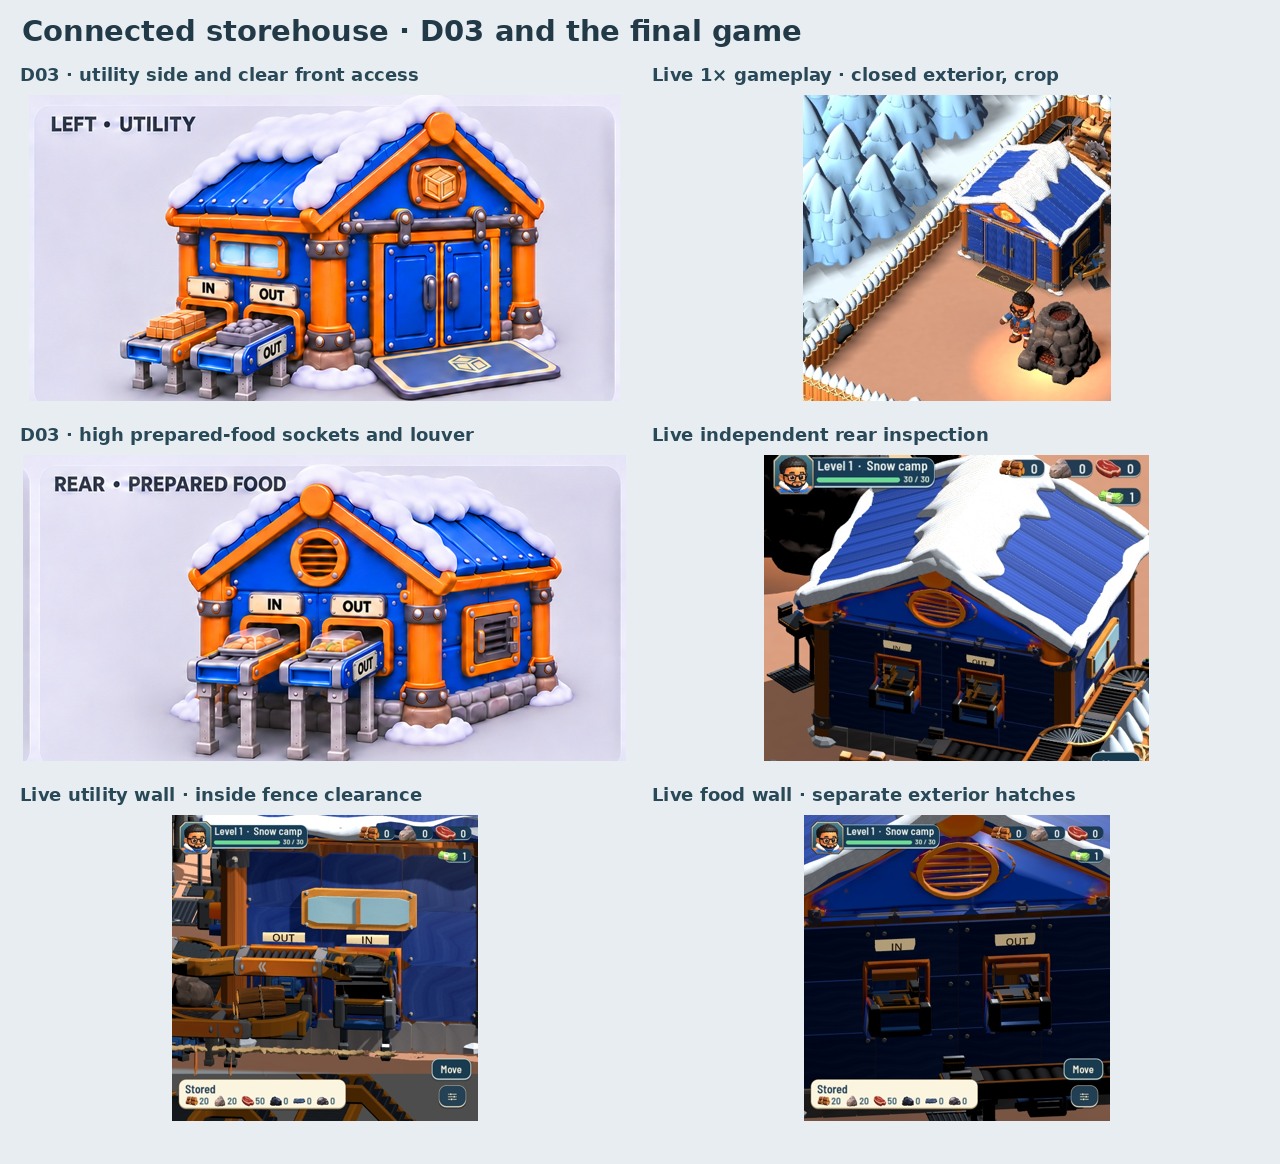 Connected storehouse · D03 and the final game
D03 · utility side and clear front access
Live 1× gameplay · closed exterior, crop
LEFT • UTILITY
IN
OUT
OUT
D03 · high prepared-food sockets and louver
Live independent rear inspection
REAR • PREPARED FOOD
IN
OUT
OUT
Level 1 · Snow camp
30 / 30
0
0
0
1
IN
OUT
Live utility wall · inside fence clearance
Live food wall · separate exterior hatches
Level 1 · Snow camp
30 / 30
0
0
0
1
OUT
IN
Move
Stored
20 20 50 0 0 0
Level 1 · Snow camp
30 / 30
0
0
0
1
IN
OUT
Move
Stored
20 20 50 0 0 0